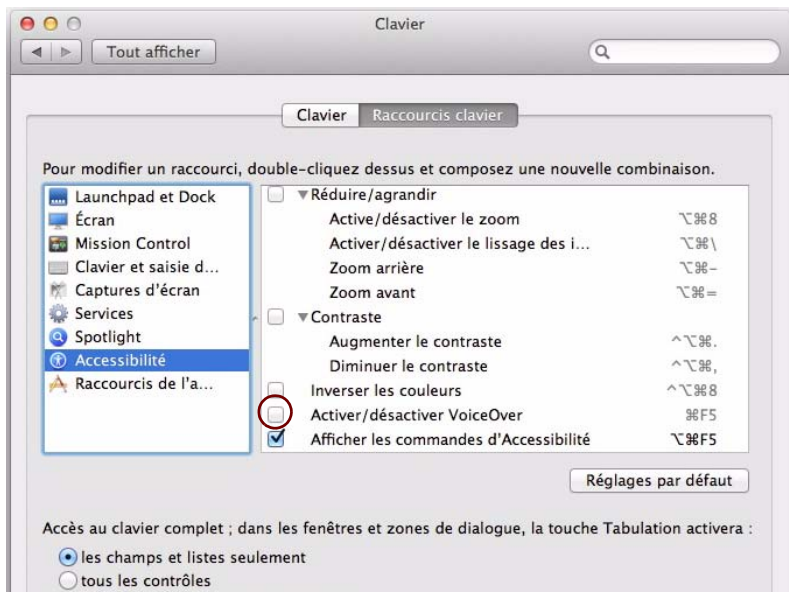 Clavier
Tout afficher
Clavier Raccourcis clavier
Pour modifier un raccourci, double-cliquez dessus et composez une nouvelle combinaison.
Launchpad et Dock
Écran
Mission Control
Clavier et saisie d...
Captures d'écran
Services
Spotlight
Accessibilité
Raccourcis de l'a...
Réduire/agrandir
Active/désactiver le zoom ⌥⌘8
Activer/désactiver le lissage des i... ⌥⌘\
Zoom arrière ⌥⌘-
Zoom avant ⌥⌘=
Contraste
Augmenter le contraste ^⌥⌘.
Diminuer le contraste ^⌥⌘,
Inverser les couleurs ^⌥⌘8
Activer/désactiver VoiceOver ⌘F5
Afficher les commandes d'Accessibilité ⌥⌘F5
Réglages par défaut
Accès au clavier complet ; dans les fenêtres et zones de dialogue, la touche Tabulation activera :
les champs et listes seulement
tous les contrôles